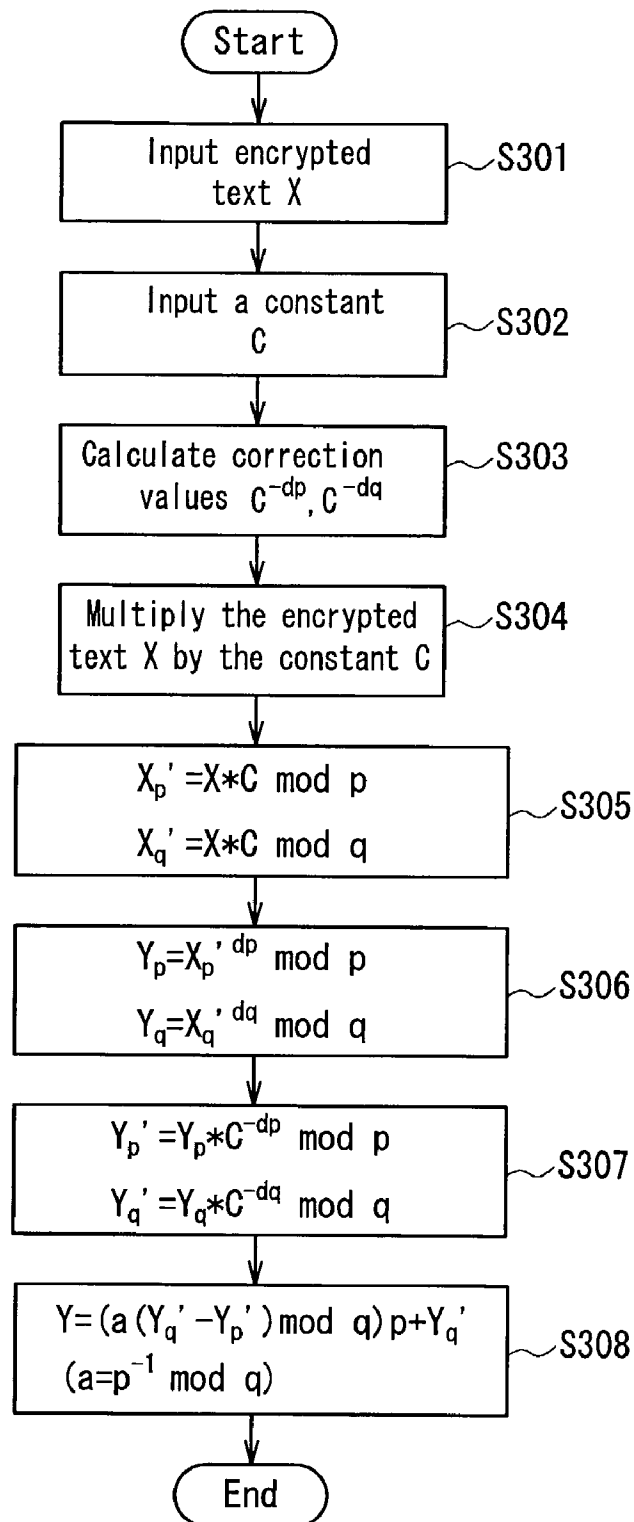 Start
Input encrypted
text X
S301
Input a constant
C
S302
Calculate correction
values C^-dp, C^-dq
S303
Multiply the encrypted
text X by the constant C
S304
Xp'=X*C mod p
Xq'=X*C mod q
S305
Yp=Xp'^dp mod p
Yq=Xq'^dq mod q
S306
Yp'=Yp*C^-dp mod p
Yq'=Yq*C^-dq mod q
S307
Y=(a(Yq'-Yp')mod q)p+Yq'
(a=p^-1 mod q)
S308
End